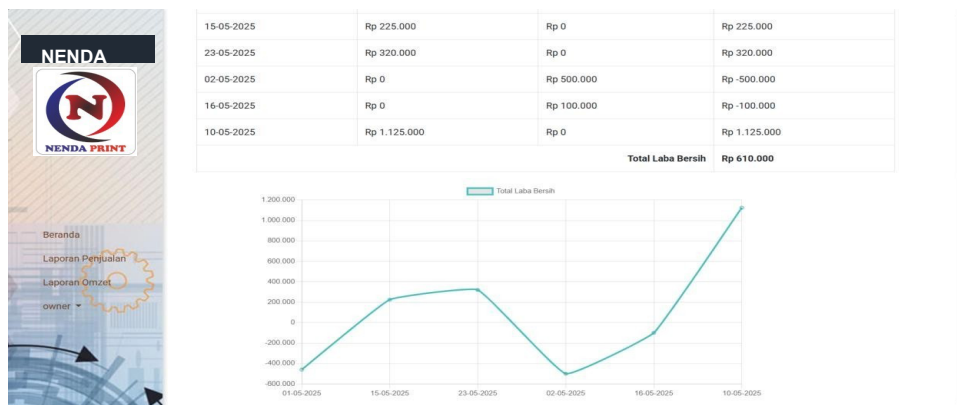 NENDA
NENDA PRINT
Beranda
Laporan Penjualan
Laporan Omzet
owner
15-05-2025 Rp 225.000 Rp 0 Rp 225.000
23-05-2025 Rp 320.000 Rp 0 Rp 320.000
02-05-2025 Rp 0 Rp 500.000 Rp -500.000
16-05-2025 Rp 0 Rp 100.000 Rp -100.000
10-05-2025 Rp 1.125.000 Rp 0 Rp 1.125.000
Total Laba Bersih Rp 610.000
Total Laba Bersih
1.200.000
1.000.000
800.000
600.000
400.000
200.000
0
-200.000
-400.000
-600.000
01-05-2025 15-05-2025 23-05-2025 02-05-2025 16-05-2025 10-05-2025